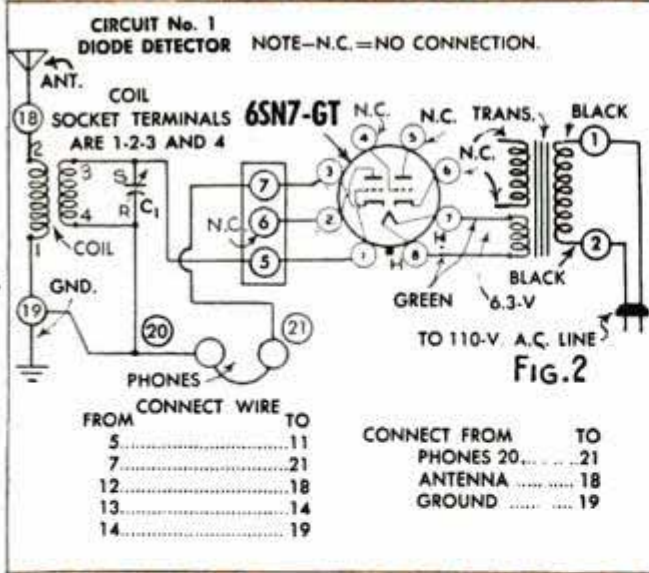 CIRCUIT No. 1
DIODE DETECTOR
NOTE–N.C.=NO CONNECTION.
ANT.
18
COIL
SOCKET TERMINALS
ARE 1-2-3 AND 4
6SN7-GT
N.C.
N.C.
TRANS.
BLACK
4
5
1
N.C.
2
3
3
6
S
7
4
R
C1
N.C.
6
2
7
H
2
COIL
5
1
H
8
1
BLACK
GND.
GREEN
6.3-V
19
20
21
TO 110-V A.C. LINE
PHONES
FIG.2
CONNECT WIRE
FROM TO
5..............................11
7..............................21
12..............................18
13..............................14
14..............................19
CONNECT FROM TO
PHONES 20........21
ANTENNA ......... 18
GROUND ...... ... 19